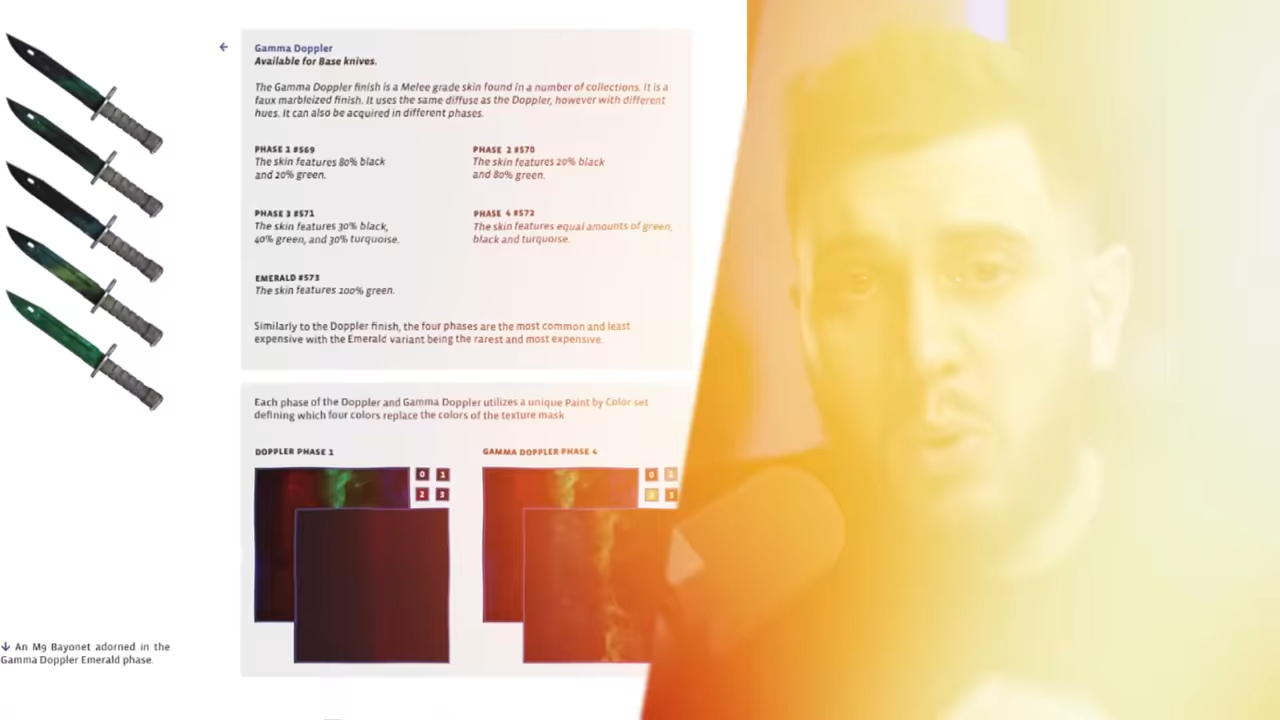 Gamma Doppler
Available for Base knives.
The Gamma Doppler finish is a Melee grade skin found in a number of collections. It is a
faux marbleized finish. It uses the same diffuse as the Doppler, however with different
hues. It can also be acquired in different phases.
PHASE 1 #569
The skin features 80% black
and 20% green.
PHASE 2 #570
The skin features 20% black
and 80% green.
PHASE 3 #571
The skin features 30% black,
40% green, and 30% turquoise.
PHASE 4 #572
The skin features equal amounts of green,
black and turquoise.
EMERALD #573
The skin features 100% green.
Similarly to the Doppler finish, the four phases are the most common and least
expensive with the Emerald variant being the rarest and most expensive.
Each phase of the Doppler and Gamma Doppler utilizes a unique Paint by Color set
defining which four colors replace the colors of the texture mask
DOPPLER PHASE 1
0 1
2 3
GAMMA DOPPLER PHASE 4
0 1
2 3
An M9 Bayonet adorned in the
Gamma Doppler Emerald phase.